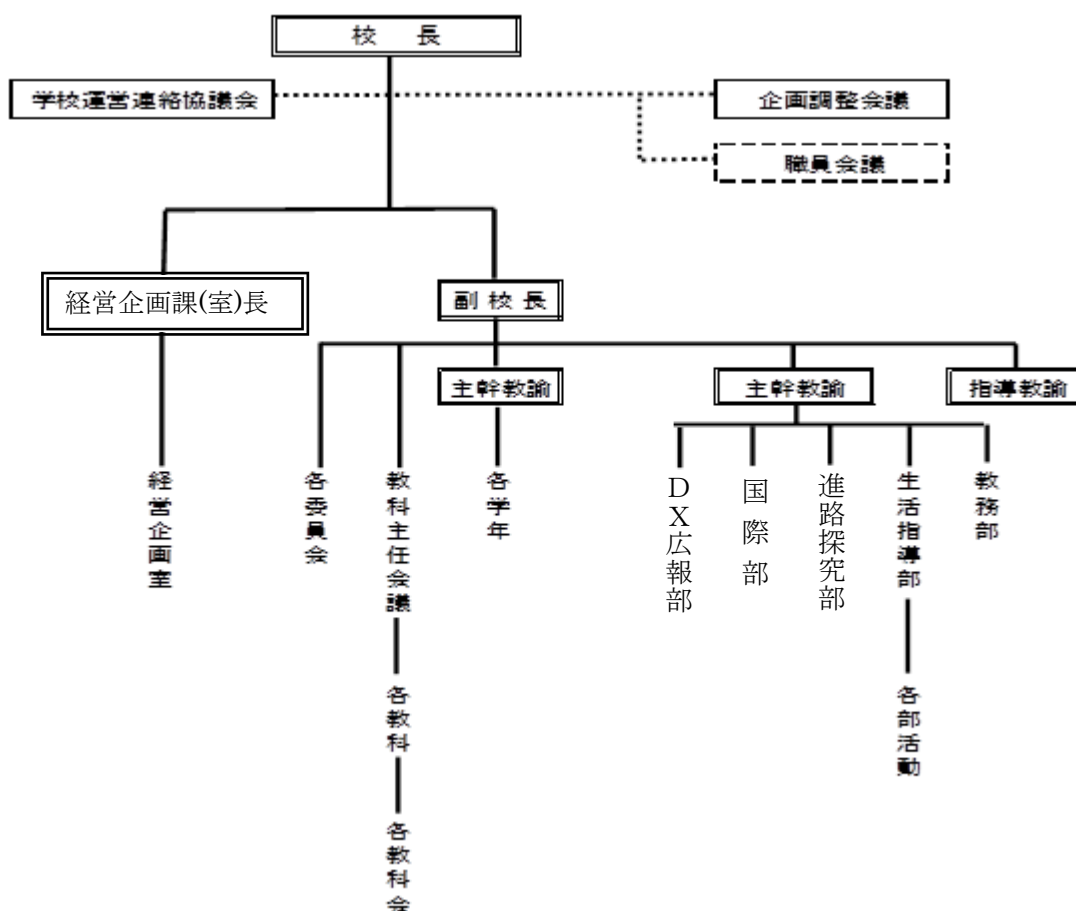 校 長
学校運営連絡協議会
企画調整会議
職員会議
経営企画課(室)長
副校長
主幹教諭
主幹教諭
指導教諭
経営企画室
各委員会
教科主任会議
各学年
DX広報部
国際部
進路探究部
生活指導部
教務部
各教科
各部活動
各教科会